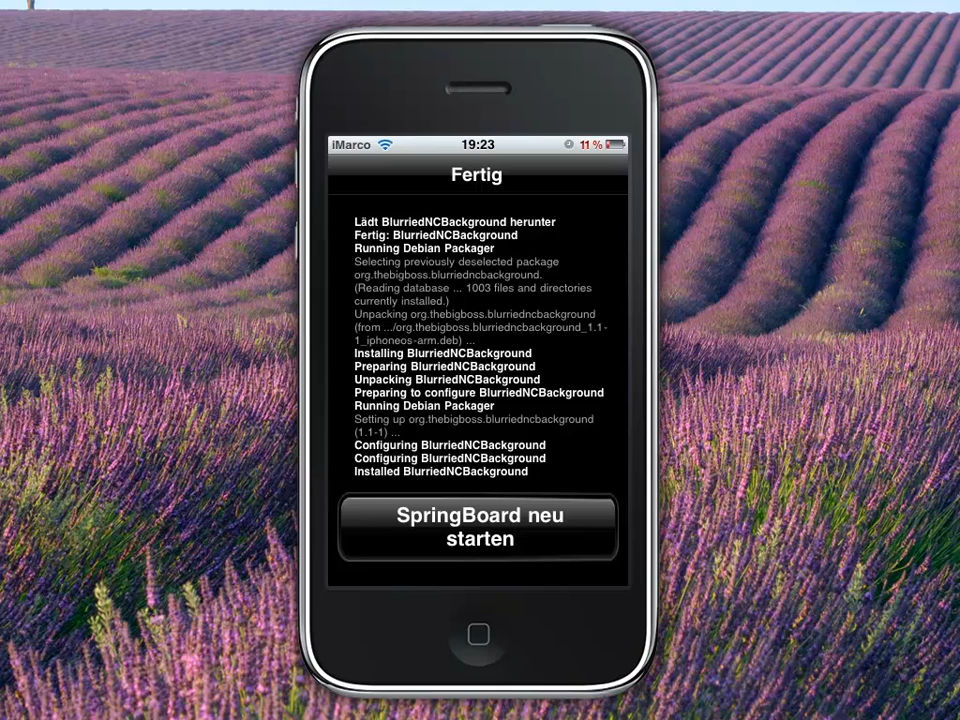 iMarco 19:23 11 %
Fertig
Lädt BlurriedNCBackground herunter
Fertig: BlurriedNCBackground
Running Debian Packager
Selecting previously deselected package
org.thebigboss.blurriedncbackground.
(Reading database ... 1003 files and directories
currently installed.)
Unpacking org.thebigboss.blurriedncbackground
(from .../org.thebigboss.blurriedncbackground_1.1-
1_iphoneos-arm.deb) ...
Installing BlurriedNCBackground
Preparing BlurriedNCBackground
Unpacking BlurriedNCBackground
Preparing to configure BlurriedNCBackground
Running Debian Packager
Setting up org.thebigboss.blurriedncbackground
(1.1-1) ...
Configuring BlurriedNCBackground
Configuring BlurriedNCBackground
Installed BlurriedNCBackground
SpringBoard neu
starten